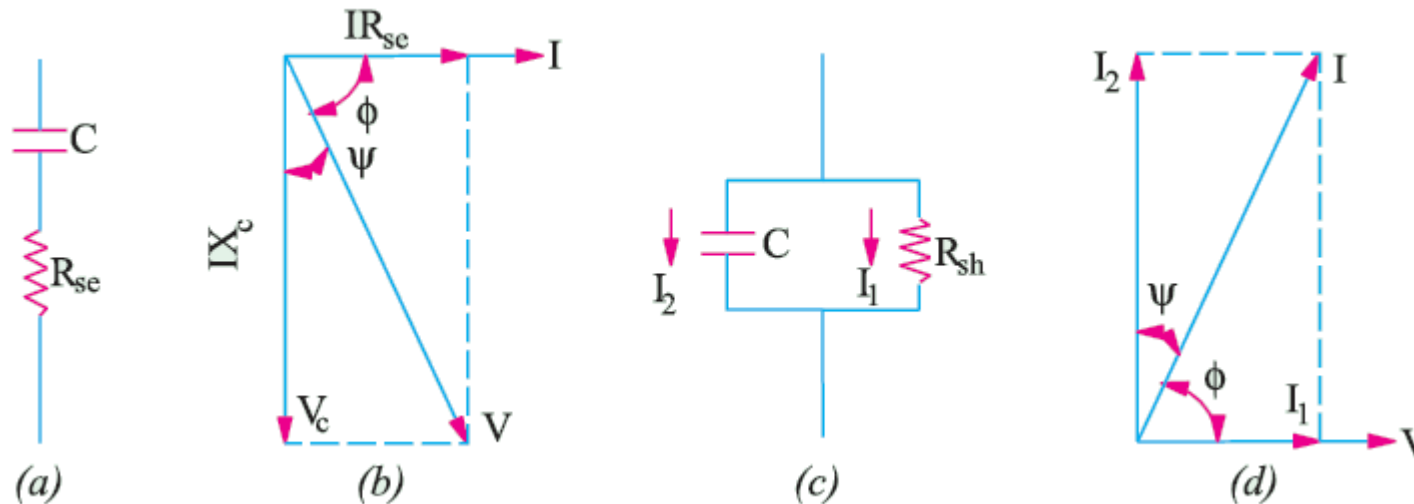 C
R_se
(a)
IR_se
I
ϕ
ψ
IX_c
V_c
V
(b)
I_2
C
I_1
R_sh
(c)
I_2
I
ψ
ϕ
I_1
V
(d)